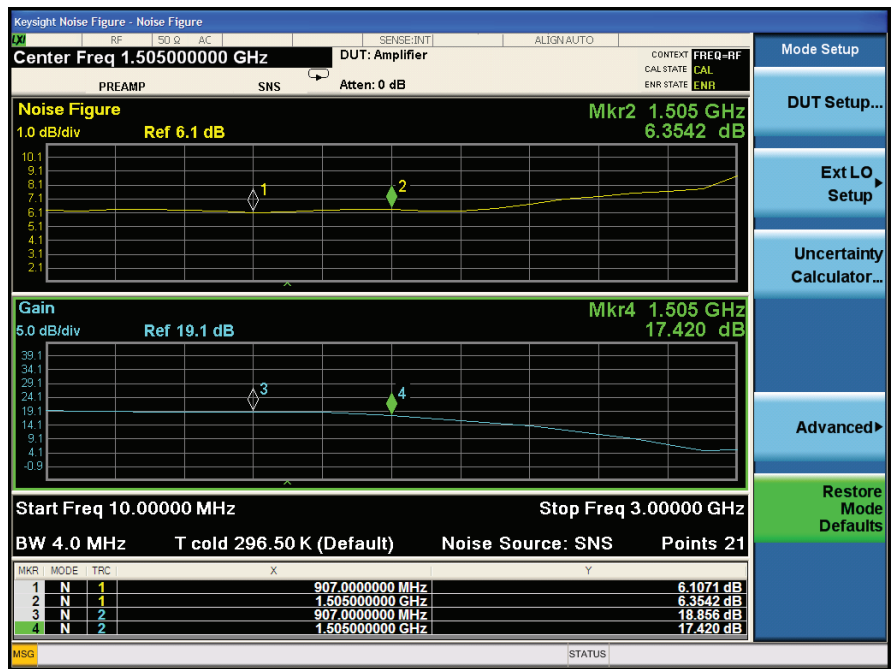 Keysight Noise Figure - Noise Figure
LXI RF 50 Ω AC SENSE:INT ALIGN AUTO
Center Freq 1.505000000 GHz DUT: Amplifier CONTEXT FREQ=RF
CAL STATE CAL
PREAMP SNS Atten: 0 dB ENR STATE ENR
Noise Figure Mkr2 1.505 GHz
1.0 dB/div Ref 6.1 dB 6.3542 dB
10.1
9.1
8.1
7.1
6.1
5.1
4.1
3.1
2.1
1
2
Gain Mkr4 1.505 GHz
5.0 dB/div Ref 19.1 dB 17.420 dB
39.1
34.1
29.1
24.1
19.1
14.1
9.1
4.1
-0.9
3
4
Start Freq 10.00000 MHz Stop Freq 3.00000 GHz
BW 4.0 MHz T cold 296.50 K (Default) Noise Source: SNS Points 21
MKR MODE TRC X Y
1 N 1 907.0000000 MHz 6.1071 dB
2 N 1 1.505000000 GHz 6.3542 dB
3 N 2 907.0000000 MHz 18.856 dB
4 N 2 1.505000000 GHz 17.420 dB
MSG STATUS
Mode Setup
DUT Setup...
Ext LO
Setup
Uncertainty
Calculator...
Advanced
Restore
Mode
Defaults